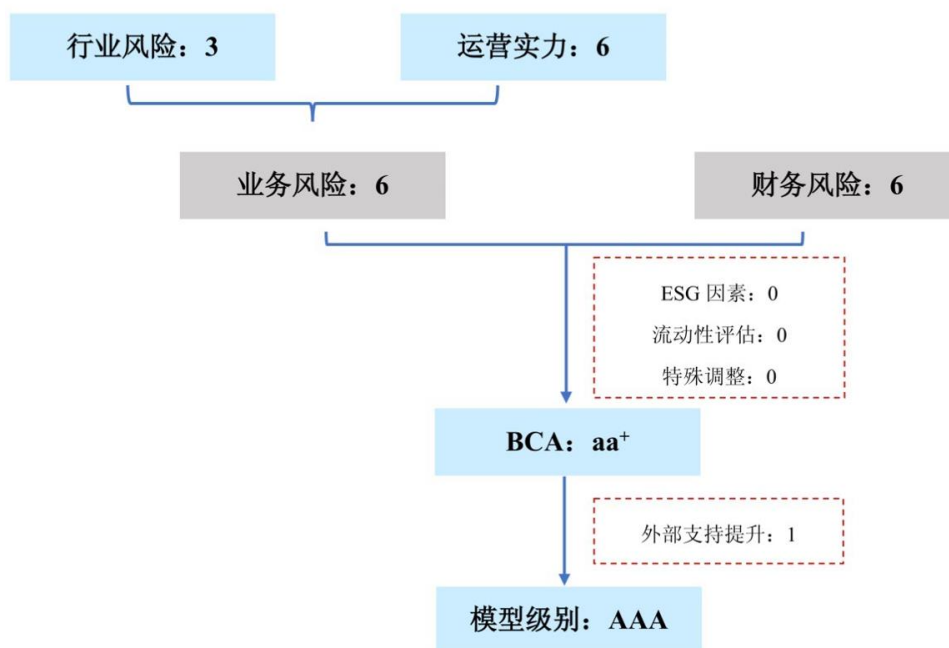 行业风险：3
运营实力：6
业务风险：6
财务风险：6
ESG 因素：0
流动性评估：0
特殊调整：0
BCA：aa⁺
外部支持提升：1
模型级别：AAA